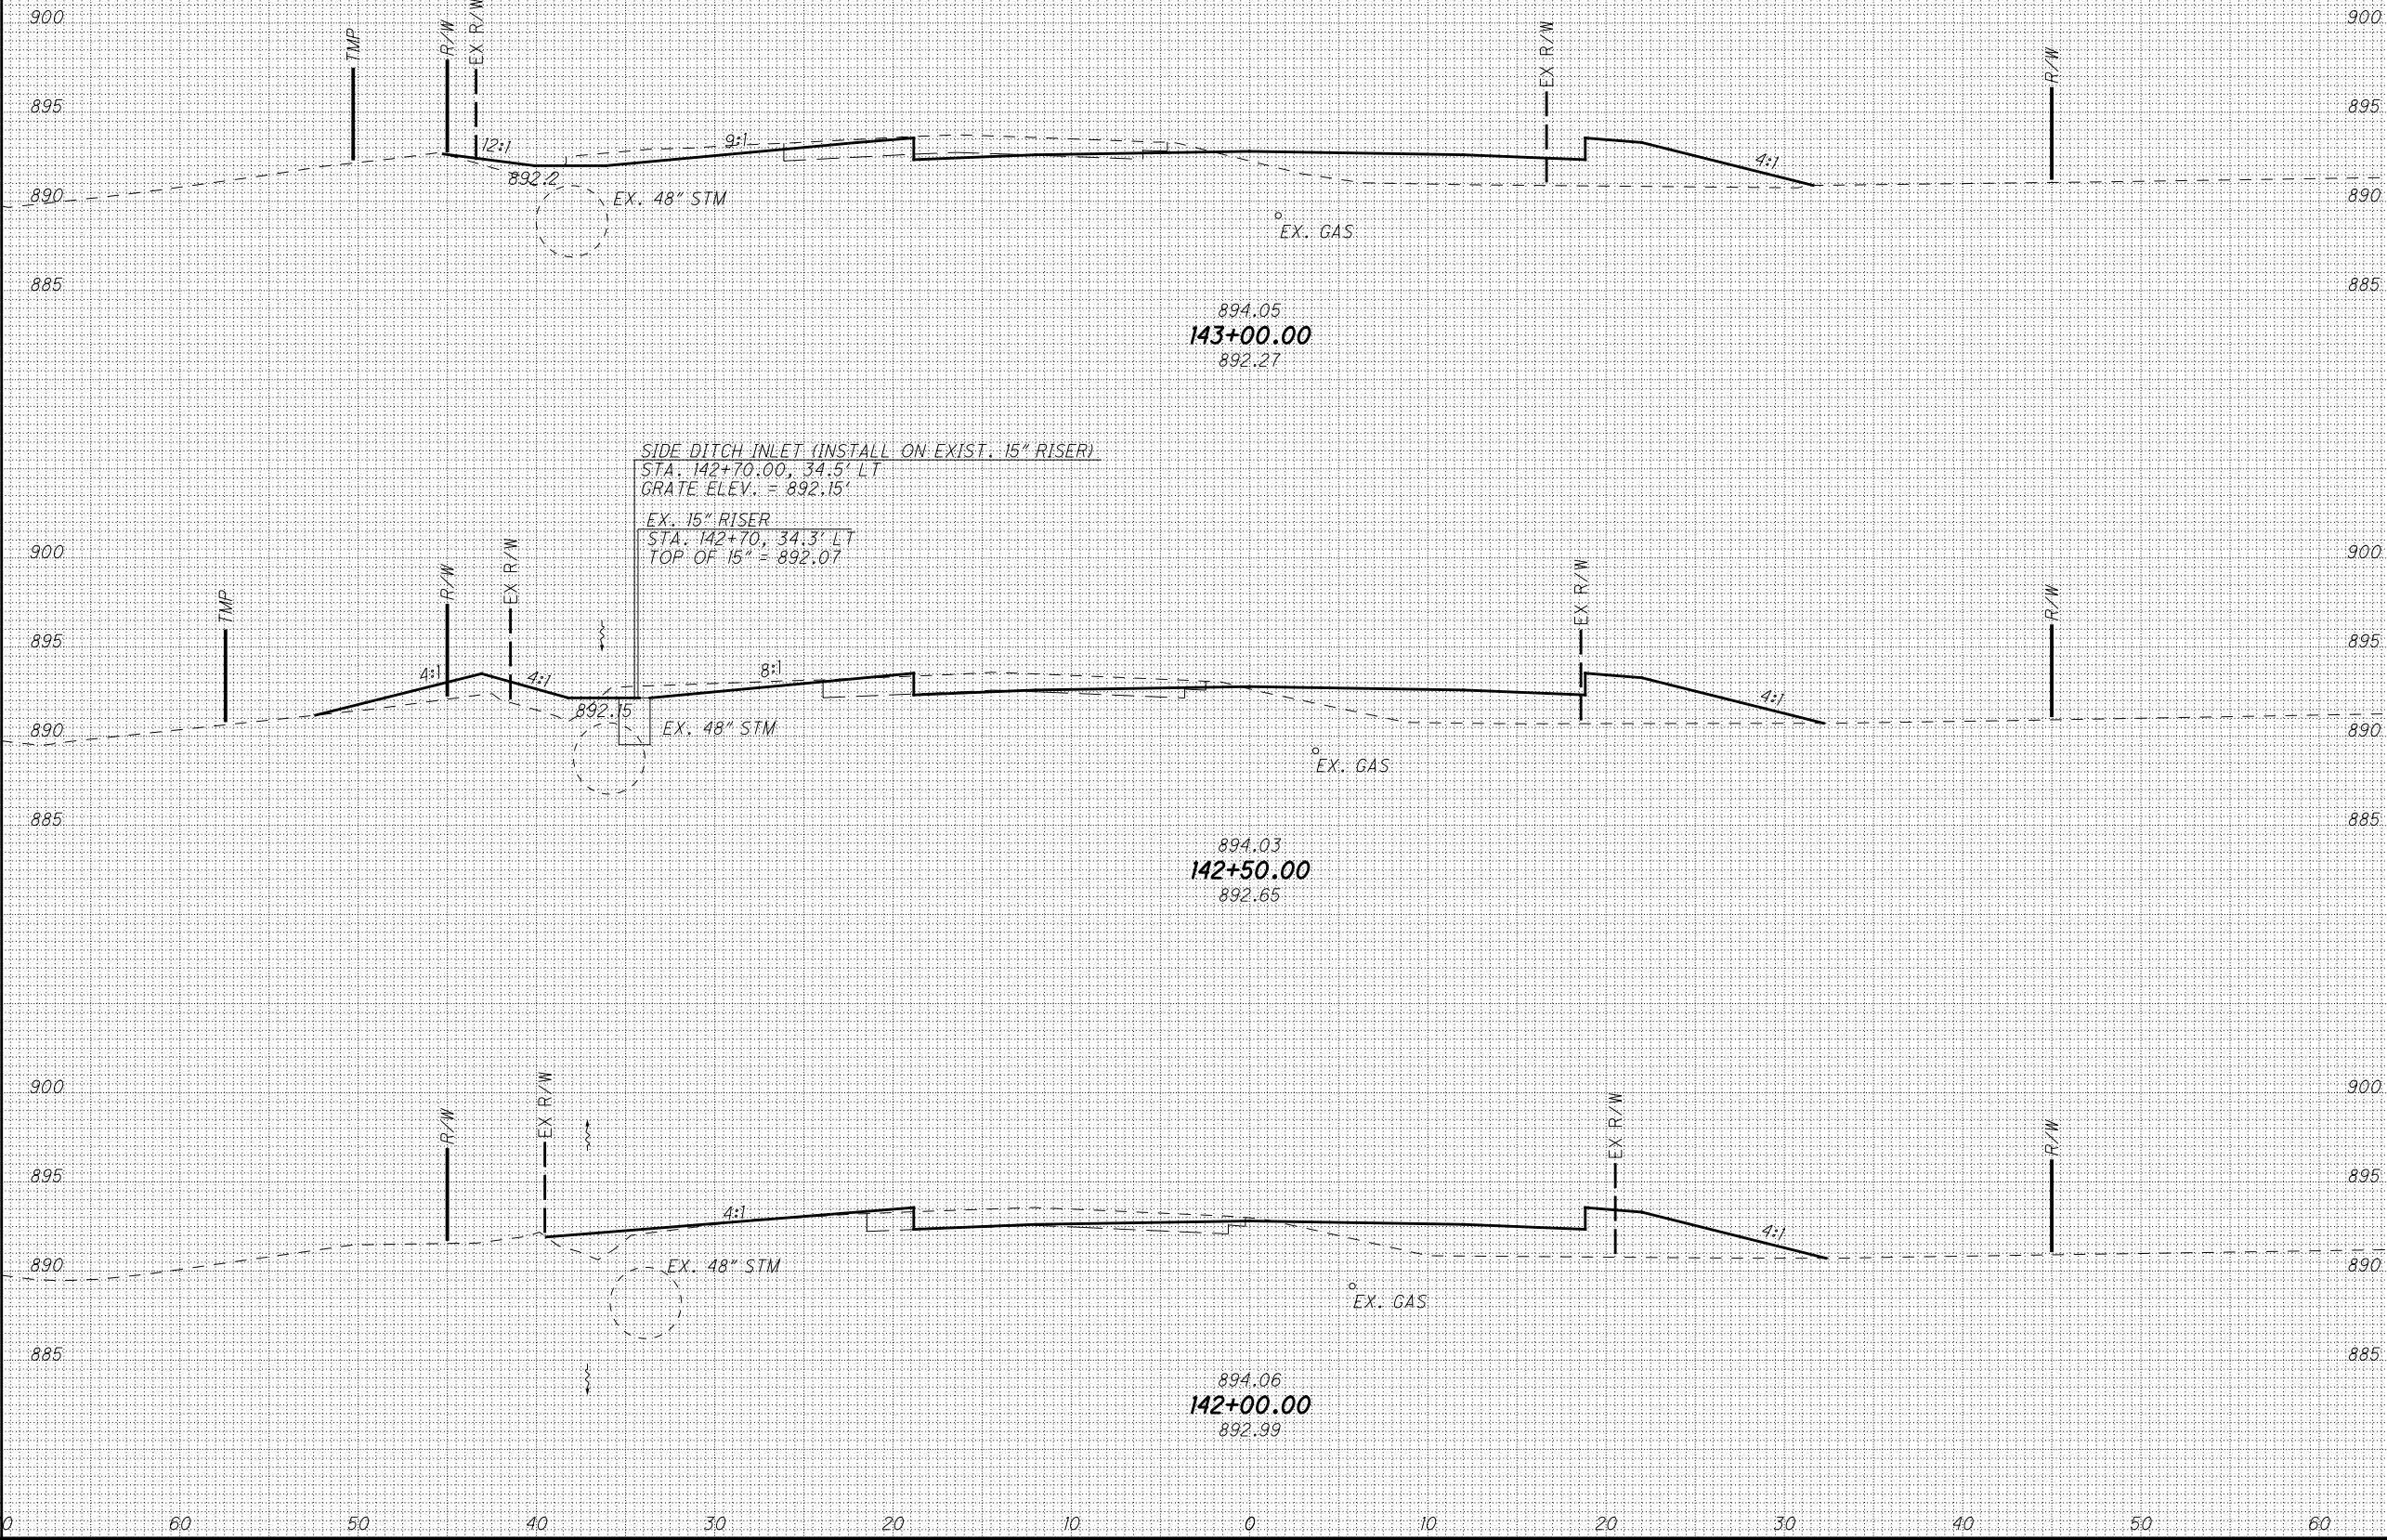 900 EX R/W 900
TMP R/W EX R/W R/W
895 895
12:1 9:1 4:1
892.2
890 EX. 48" STM 890
EX. GAS
885 885
894.05
143+00.00
892.27
SIDE DITCH INLET (INSTALL ON EXIST. 15" RISER)
STA. 142+70.00, 34.5' LT
GRATE ELEV. = 892.15'
EX. 15" RISER
STA. 142+70, 34.3' LT
TOP OF 15" = 892.07
900 900
TMP R/W EX R/W EX R/W R/W
895 895
4:1 4:1 8:1 4:1
892.15
890 EX. 48" STM 890
EX. GAS
885 885
894.03
142+50.00
892.65
900 900
R/W EX R/W EX R/W R/W
895 895
4:1 4:1
890 EX. 48" STM 890
EX. GAS
885 885
894.06
142+00.00
892.99
0 60 50 40 30 20 10 0 10 20 30 40 50 60